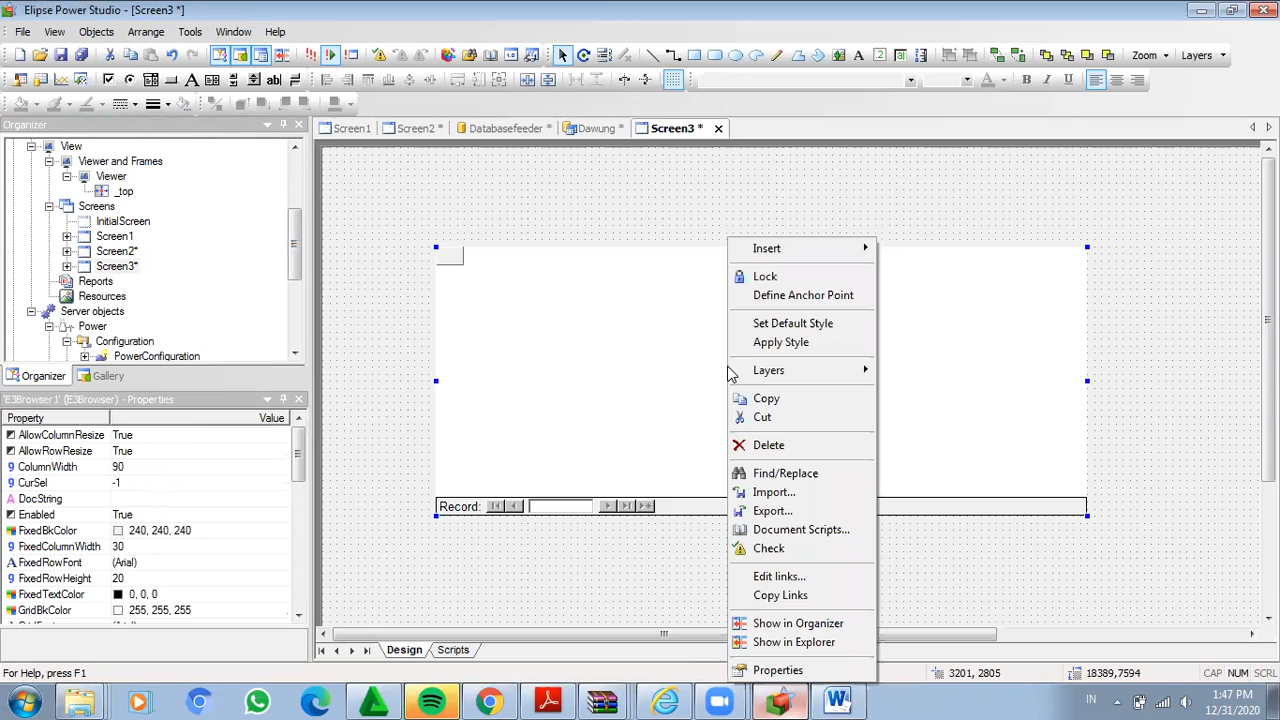 Elipse Power Studio - [Screen3 *]
File View Objects Arrange Tools Window Help
Zoom Layers
Organizer
View
Viewer and Frames
Viewer
_top
Screens
InitialScreen
Screen1
Screen2*
Screen3*
Reports
Resources
Server objects
Power
Configuration
PowerConfiguration
Organizer Gallery
'E3Browser1' (E3Browser) - Properties
Property Value
AllowColumnResize True
AllowRowResize True
ColumnWidth 90
CurSel -1
DocString
Enabled True
FixedBkColor 240, 240, 240
FixedColumnWidth 30
FixedRowFont (Arial)
FixedRowHeight 20
FixedTextColor 0, 0, 0
GridBkColor 255, 255, 255
Screen1 Screen2 * Databasefeeder * Dawung * Screen3 *
Record:
Insert
Lock
Define Anchor Point
Set Default Style
Apply Style
Layers
Copy
Cut
Delete
Find/Replace
Import...
Export...
Document Scripts...
Check
Edit links...
Copy Links
Show in Organizer
Show in Explorer
Properties
Design Scripts
For Help, press F1
3201, 2805 18389,7594 CAP NUM SCRL
IN 1:47 PM
12/31/2020